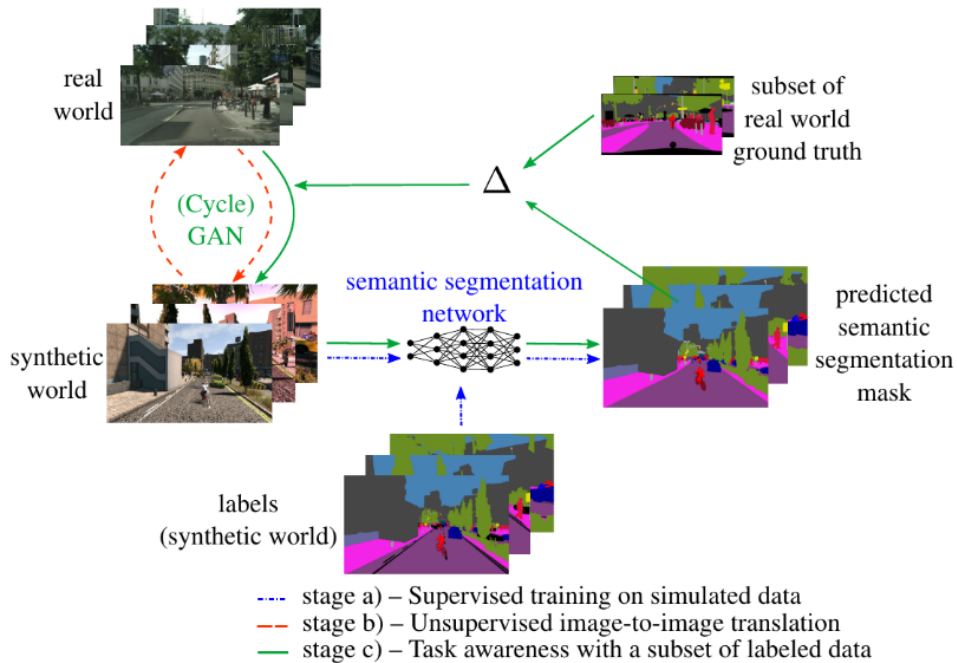 real
world
subset of
real world
ground truth
Δ
(Cycle)
GAN
semantic segmentation
network
synthetic
world
predicted
semantic
segmentation
mask
labels
(synthetic world)
stage a) – Supervised training on simulated data
stage b) – Unsupervised image-to-image translation
stage c) – Task awareness with a subset of labeled data